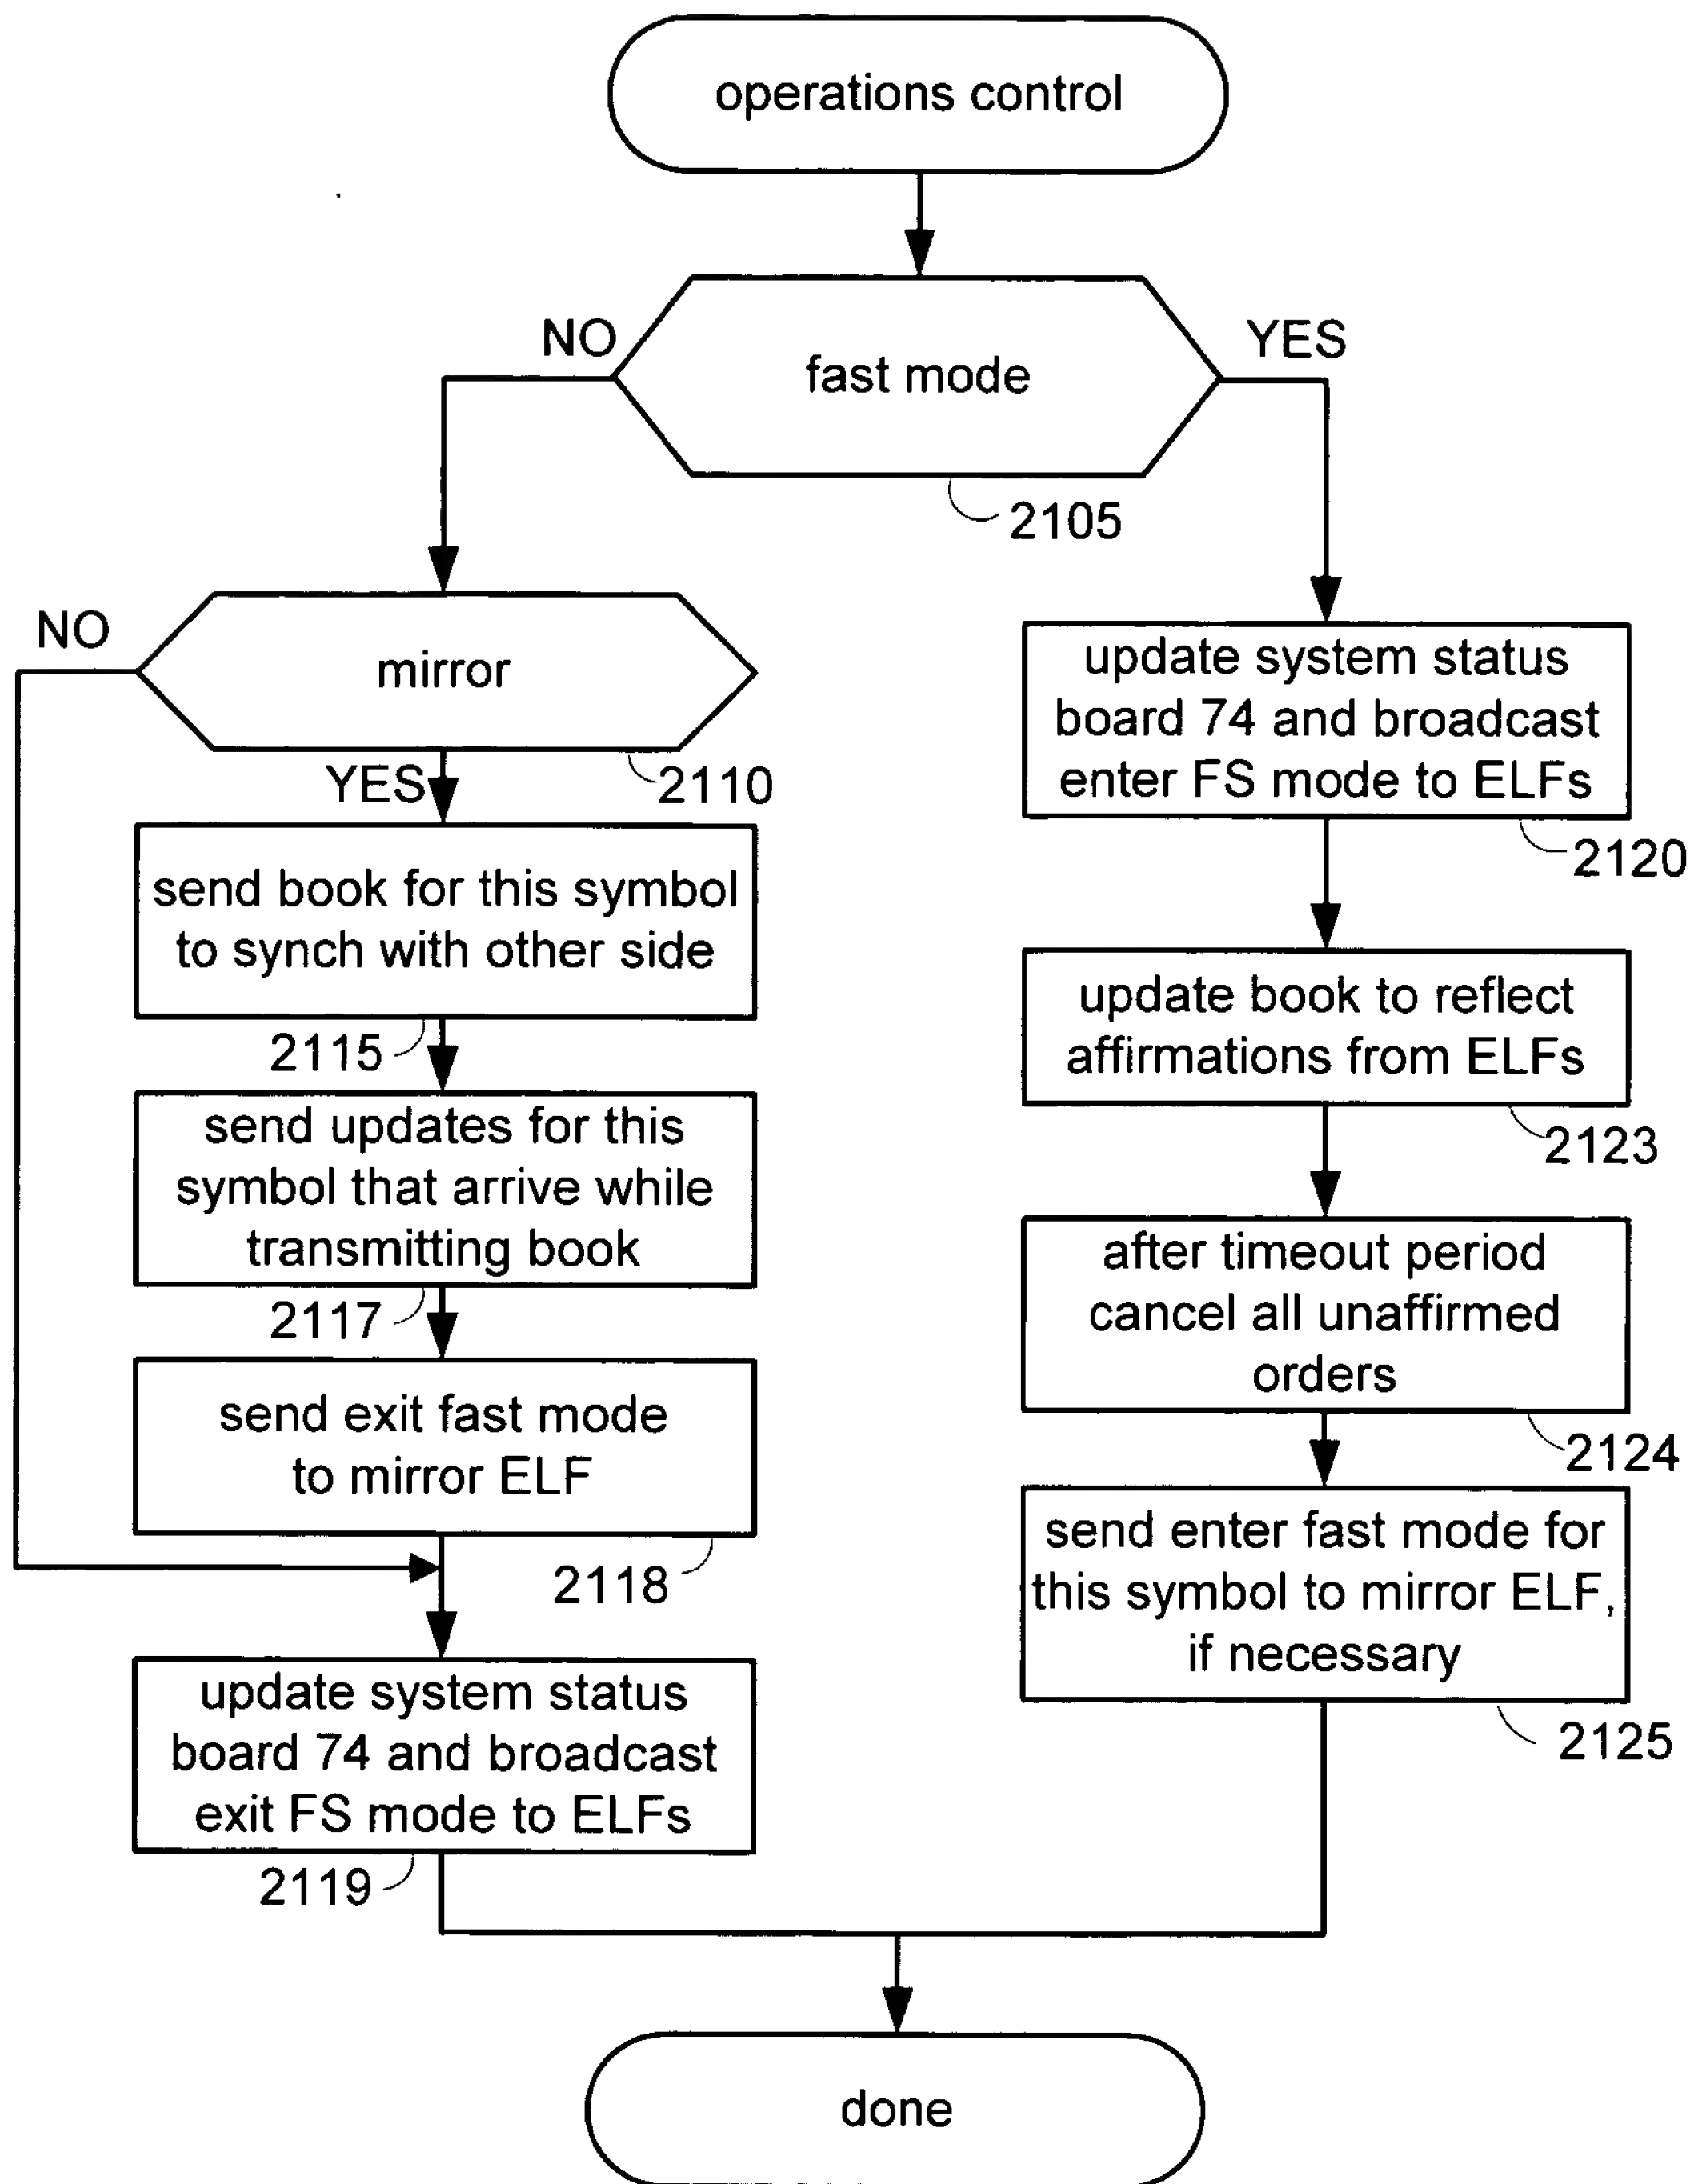 operations control
NO
YES
fast mode
2105
NO
mirror
YES
2110
send book for this symbol
to synch with other side
2115
send updates for this
symbol that arrive while
transmitting book
2117
send exit fast mode
to mirror ELF
2118
update system status
board 74 and broadcast
exit FS mode to ELFs
2119
update system status
board 74 and broadcast
enter FS mode to ELFs
2120
update book to reflect
affirmations from ELFs
2123
after timeout period
cancel all unaffirmed
orders
2124
send enter fast mode for
this symbol to mirror ELF,
if necessary
2125
done